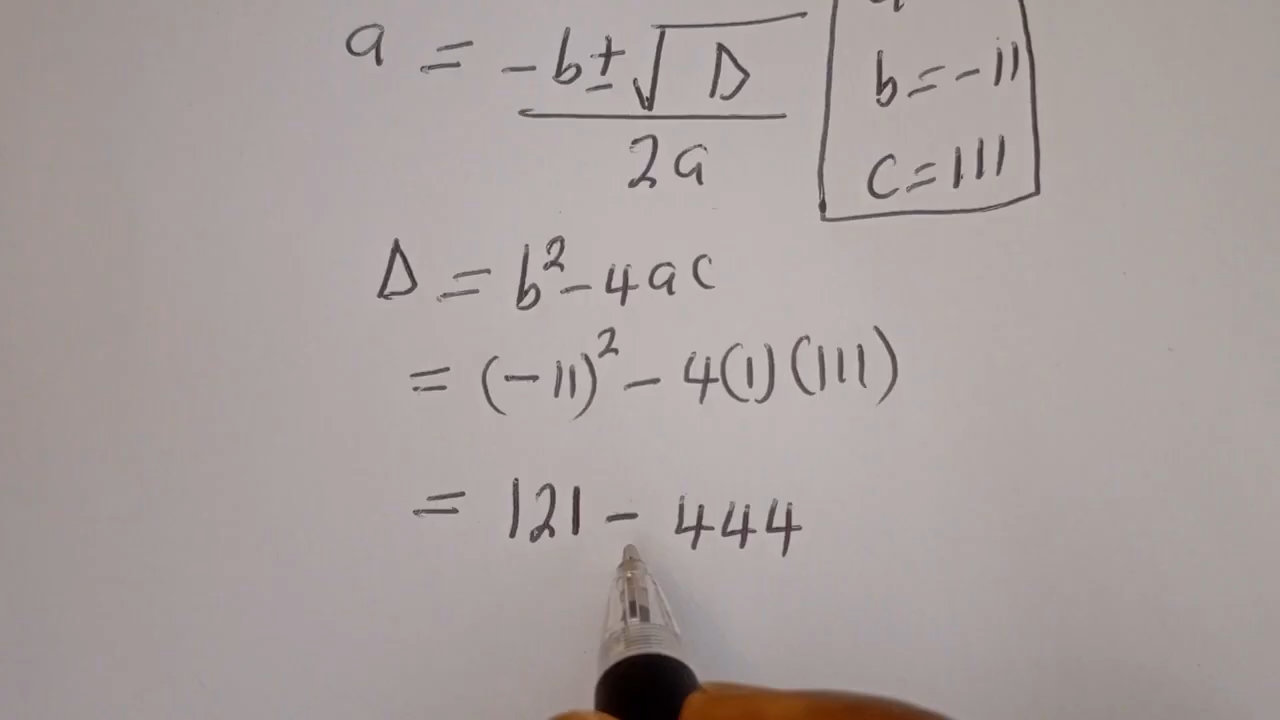 a = -b±√D / 2a
b=-11
c=111
Δ = b²-4ac
= (-11)² - 4(1)(111)
= 121 - 444